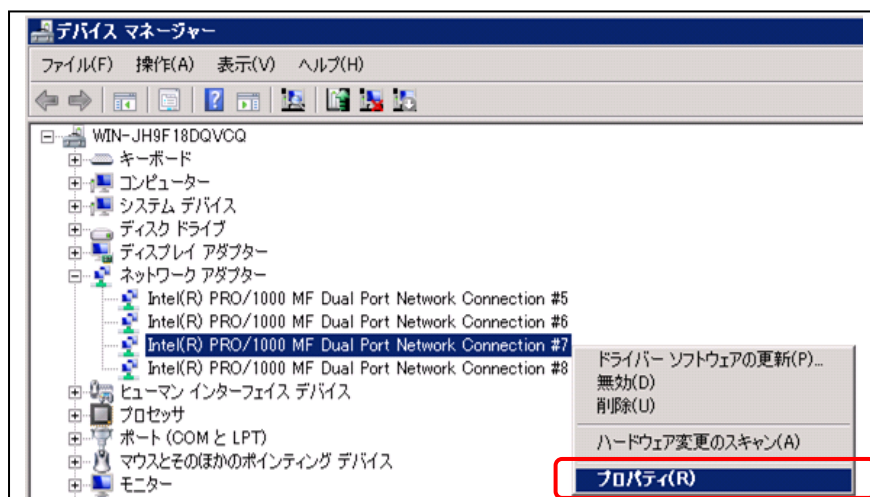 デバイス マネージャー
ファイル(F) 操作(A) 表示(V) ヘルプ(H)
WIN-JH9F18DQVCQ
キーボード
コンピューター
システム デバイス
ディスク ドライブ
ディスプレイ アダプター
ネットワーク アダプター
Intel(R) PRO/1000 MF Dual Port Network Connection #5
Intel(R) PRO/1000 MF Dual Port Network Connection #6
Intel(R) PRO/1000 MF Dual Port Network Connection #7
Intel(R) PRO/1000 MF Dual Port Network Connection #8
ヒューマン インターフェイス デバイス
プロセッサ
ポート (COM と LPT)
マウスとそのほかのポインティング デバイス
モニター
ドライバー ソフトウェアの更新(P)...
無効(D)
削除(U)
ハードウェア変更のスキャン(A)
プロパティ(R)